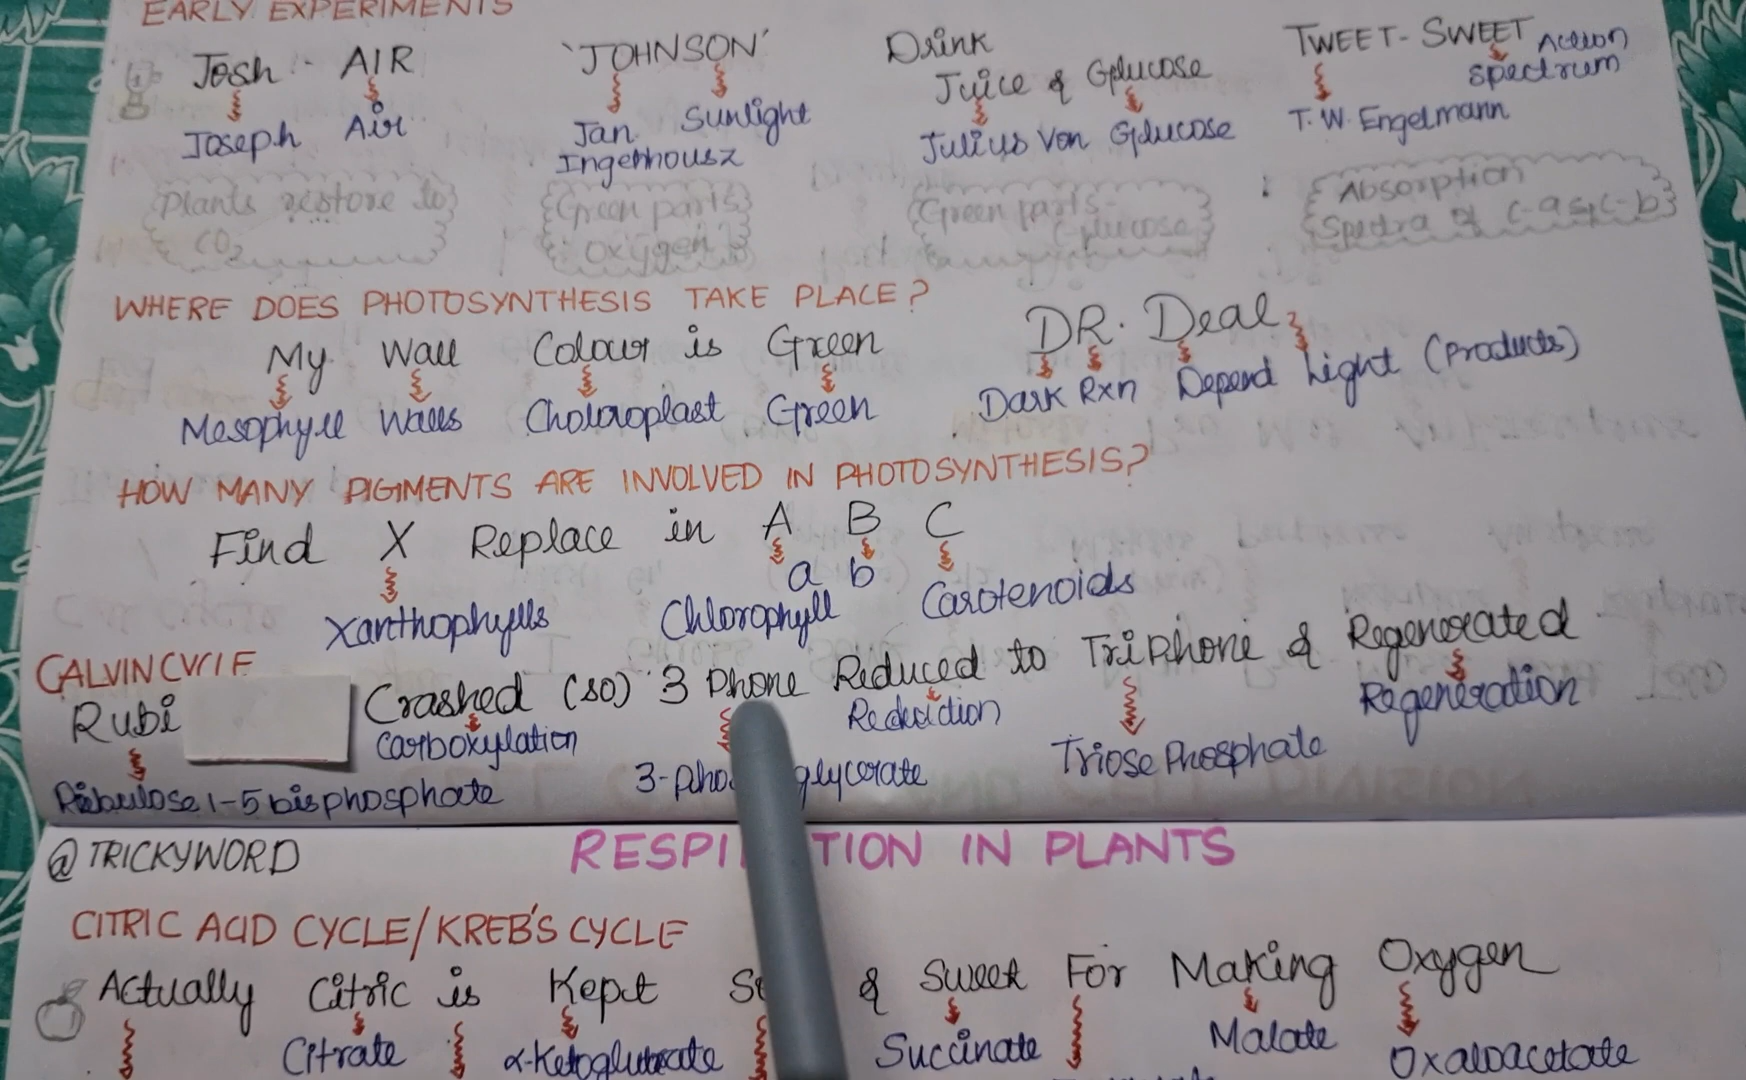 EARLY EXPERIMENTS
Josh - AIR 'JOHNSON' Drink TWEET - SWEET Action
Juice & Glucose spectrum
Joseph Air Jan Sunlight Julius Von Glucose T.W. Engelmann
Ingenhousz
Plants restore to Green parts Green parts- Absorption
CO2 oxygen Glucose Spectra of
WHERE DOES PHOTOSYNTHESIS TAKE PLACE?
My Wall Colour is Green DR. Deal
Mesophyll Walls Choloroplast Green Dark Rxn Depend Light (products)
HOW MANY PIGMENTS ARE INVOLVED IN PHOTOSYNTHESIS?
Find X Replace in A B C
a b
Xanthophylls Chlorophyll Carotenoids
CALVIN CYCLE
Rubi Crashed (so) 3 Phone Reduced to TriPhone & Regenerated
Carboxylation Reduction Regeneration
Ribulose 1-5 bisphosphate 3-pho glycerate Triose Phosphate
@TRICKYWORD RESPI TION IN PLANTS
CITRIC ACID CYCLE/KREB'S CYCLE
Actually Citric is Kept & Sweet For Making Oxygen
Citrate α-Ketoglutarate Succinate Malate Oxaloacetate